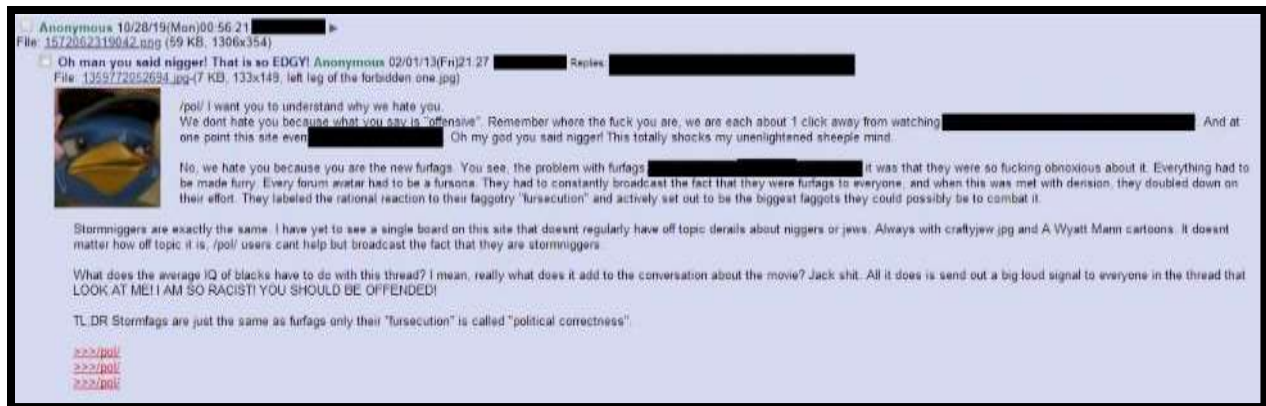 Anonymous 10/28/19(Mon)00:56:21
File: 1572062319042.png (59 KB, 1306x354)
Oh man you said nigger! That is so EDGY! Anonymous 02/01/13(Fri)21:27 Replies:
File: 1359772052694.jpg-(7 KB, 133x149, left leg of the forbidden one.jpg)
/pol/ I want you to understand why we hate you.
We dont hate you because what you say is "offensive". Remember where the fuck you are, we are each about 1 click away from watching . And at
one point this site even Oh my god you said nigger! This totally shocks my unenlightened sheeple mind.
No, we hate you because you are the new furfags. You see, the problem with furfags it was that they were so fucking obnoxious about it. Everything had to
be made furry. Every forum avatar had to be a fursona. They had to constantly broadcast the fact that they were furfags to everyone, and when this was met with derision, they doubled down on
their effort. They labeled the rational reaction to their faggotry "fursecution" and actively set out to be the biggest faggots they could possibly be to combat it.
Stormniggers are exactly the same. I have yet to see a single board on this site that doesnt regularly have off topic derails about niggers or jews. Always with craftyjew.jpg and A Wyatt Mann cartoons. It doesnt
matter how off topic it is, /pol/ users cant help but broadcast the fact that they are stormniggers.
What does the average IQ of blacks have to do with this thread? I mean, really what does it add to the conversation about the movie? Jack shit. All it does is send out a big loud signal to everyone in the thread that
LOOK AT ME! I AM SO RACIST! YOU SHOULD BE OFFENDED!
TL:DR Stormfags are just the same as furfags only their "fursecution" is called "political correctness".
>>>/pol/
>>>/pol/
>>>/pol/